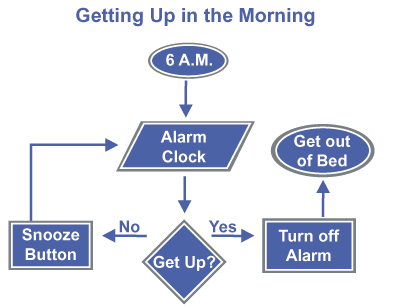 Getting Up in the Morning
6 A.M.
Alarm
Clock
Get out
of Bed
No
Yes
Snooze
Button
Get Up?
Turn off
Alarm